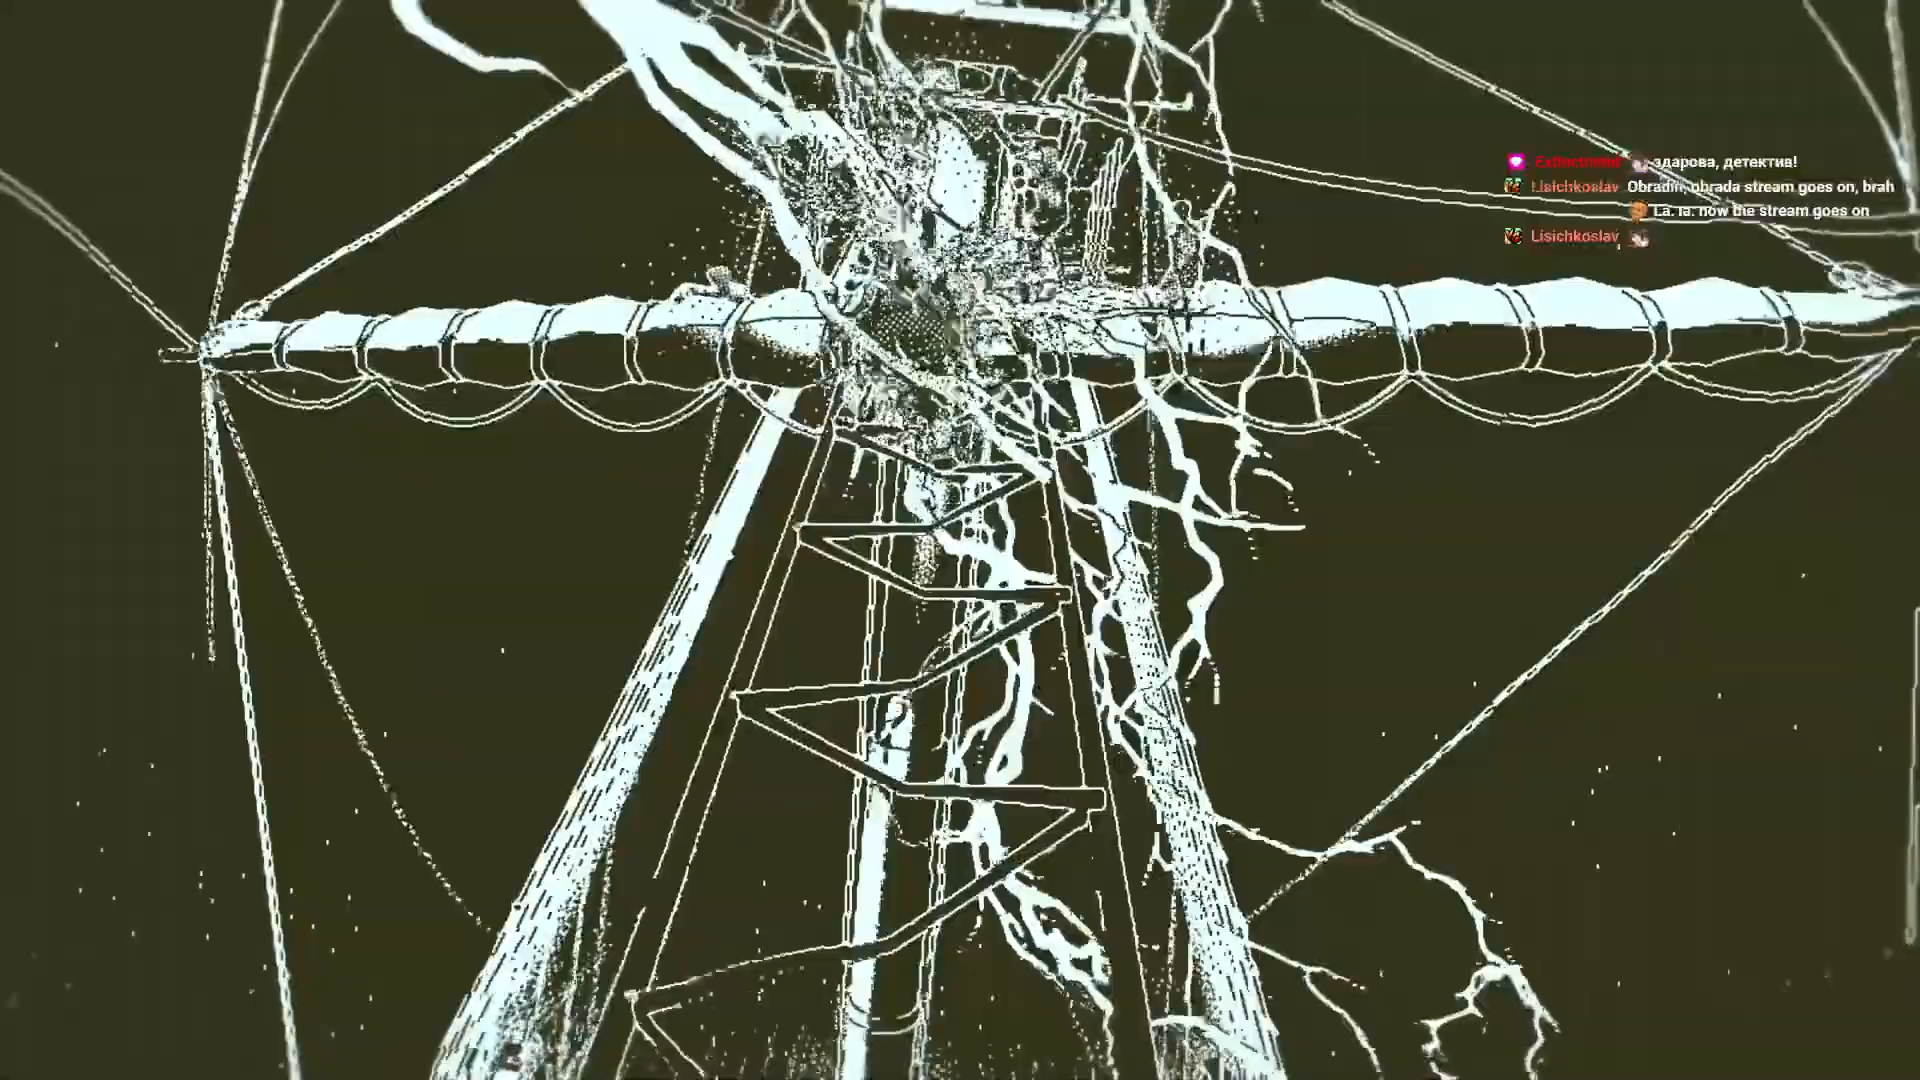 здарова, детектив!
Lisichkoslav Obradin, obrada stream goes on, brah
La. la. now the stream goes on
Lisichkoslav